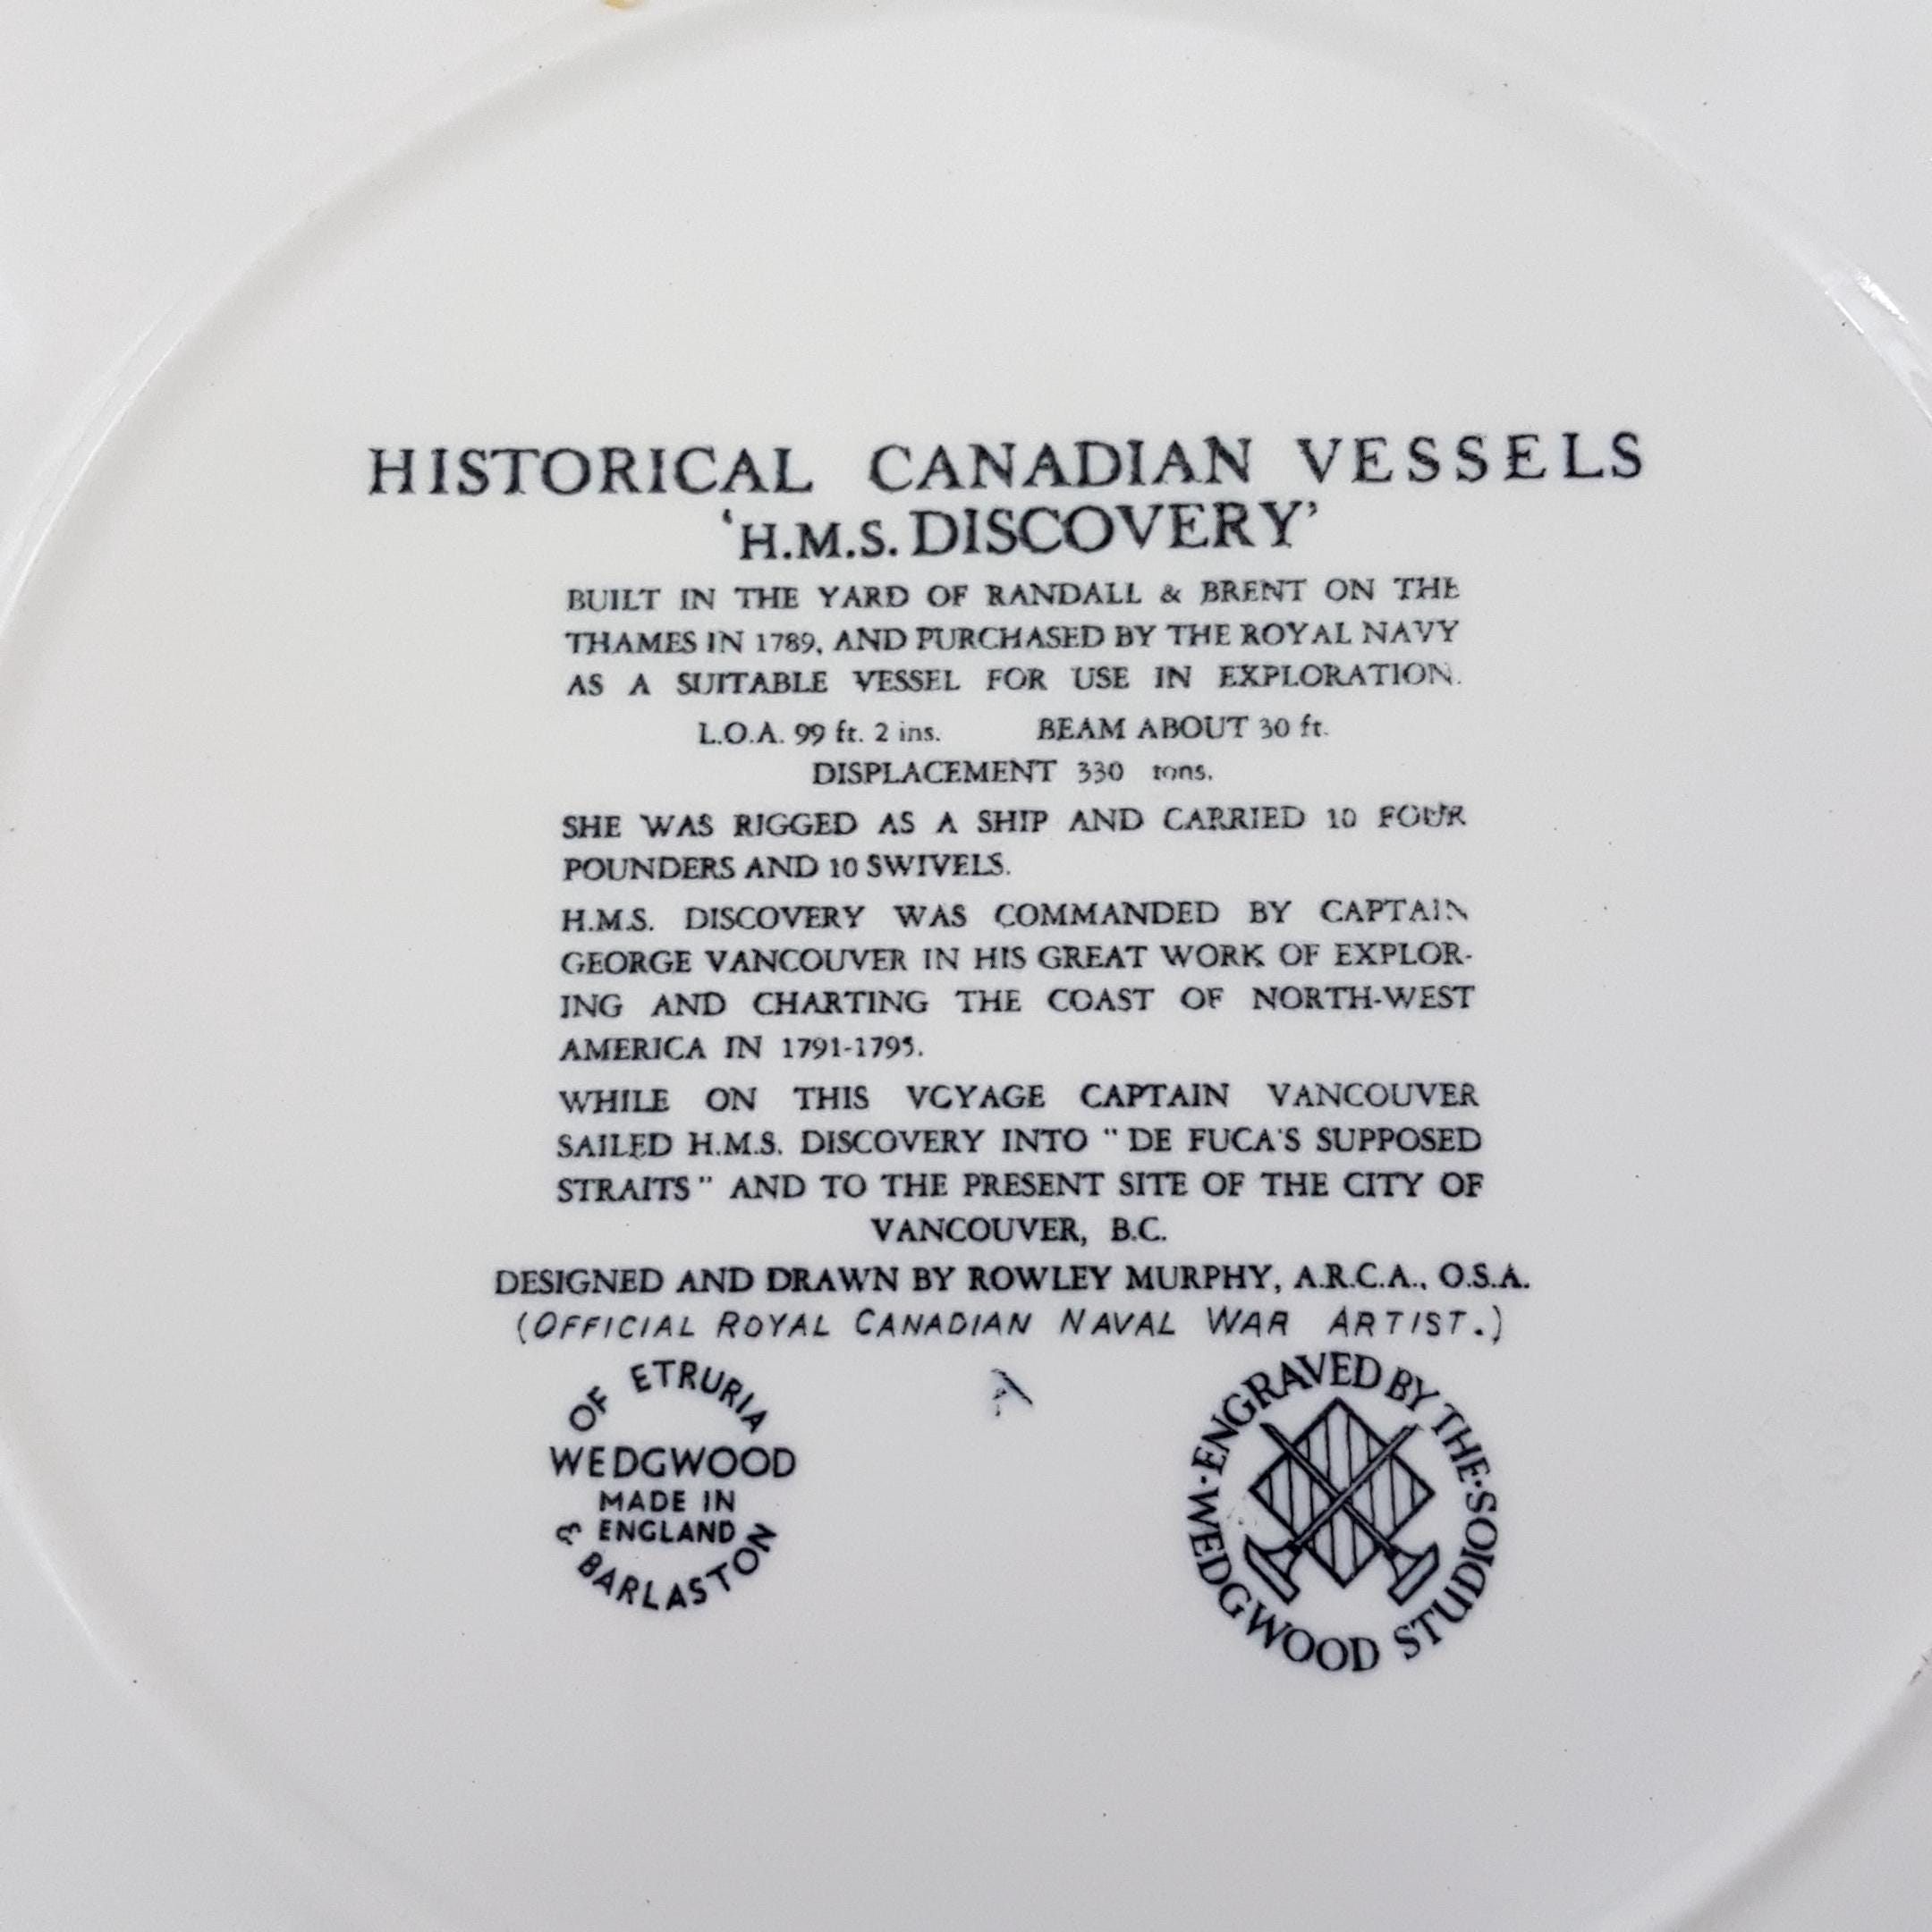 HISTORICAL CANADIAN VESSELS
'H.M.S. DISCOVERY'
BUILT IN THE YARD OF RANDALL & BRENT ON THE
THAMES IN 1789, AND PURCHASED BY THE ROYAL NAVY
AS A SUITABLE VESSEL FOR USE IN EXPLORATION.
L.O.A. 99 ft. 2 ins. BEAM ABOUT 30 ft.
DISPLACEMENT 330 tons.
SHE WAS RIGGED AS A SHIP AND CARRIED 10 FOUR
POUNDERS AND 10 SWIVELS.
H.M.S. DISCOVERY WAS COMMANDED BY CAPTAIN
GEORGE VANCOUVER IN HIS GREAT WORK OF EXPLOR-
ING AND CHARTING THE COAST OF NORTH-WEST
AMERICA IN 1791-1795.
WHILE ON THIS VOYAGE CAPTAIN VANCOUVER
SAILED H.M.S. DISCOVERY INTO "DE FUCA'S SUPPOSED
STRAITS" AND TO THE PRESENT SITE OF THE CITY OF
VANCOUVER, B.C.
DESIGNED AND DRAWN BY ROWLEY MURPHY, A.R.C.A., O.S.A.
(OFFICIAL ROYAL CANADIAN NAVAL WAR ARTIST.)
OF ETRURIA
WEDGWOOD
MADE IN
ENGLAND
& BARLASTON
ENGRAVED BY THE·STUDIOS WEDGWOOD